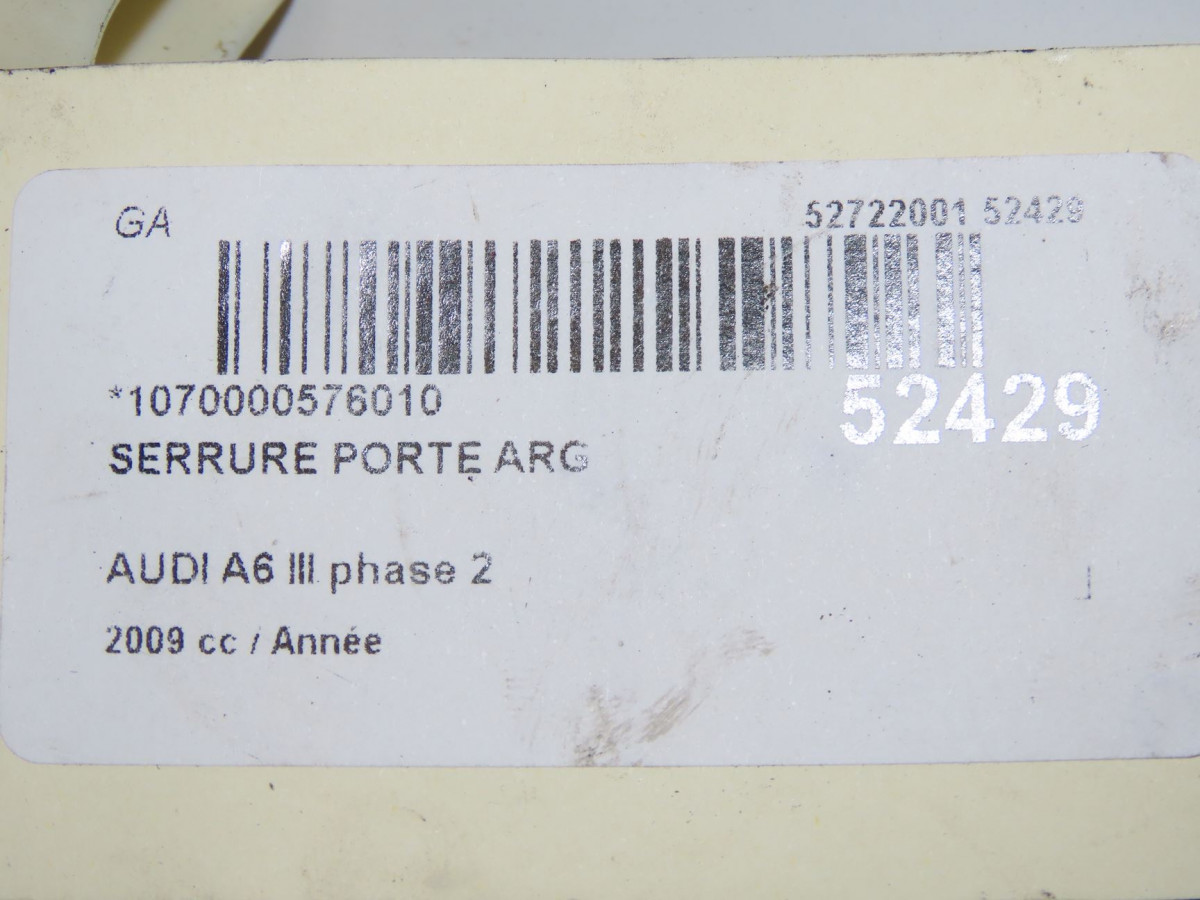 GA
52722001 52429
*1070000576010
52429
SERRURE PORTE ARG
AUDI A6 III phase 2
2009 cc / Année